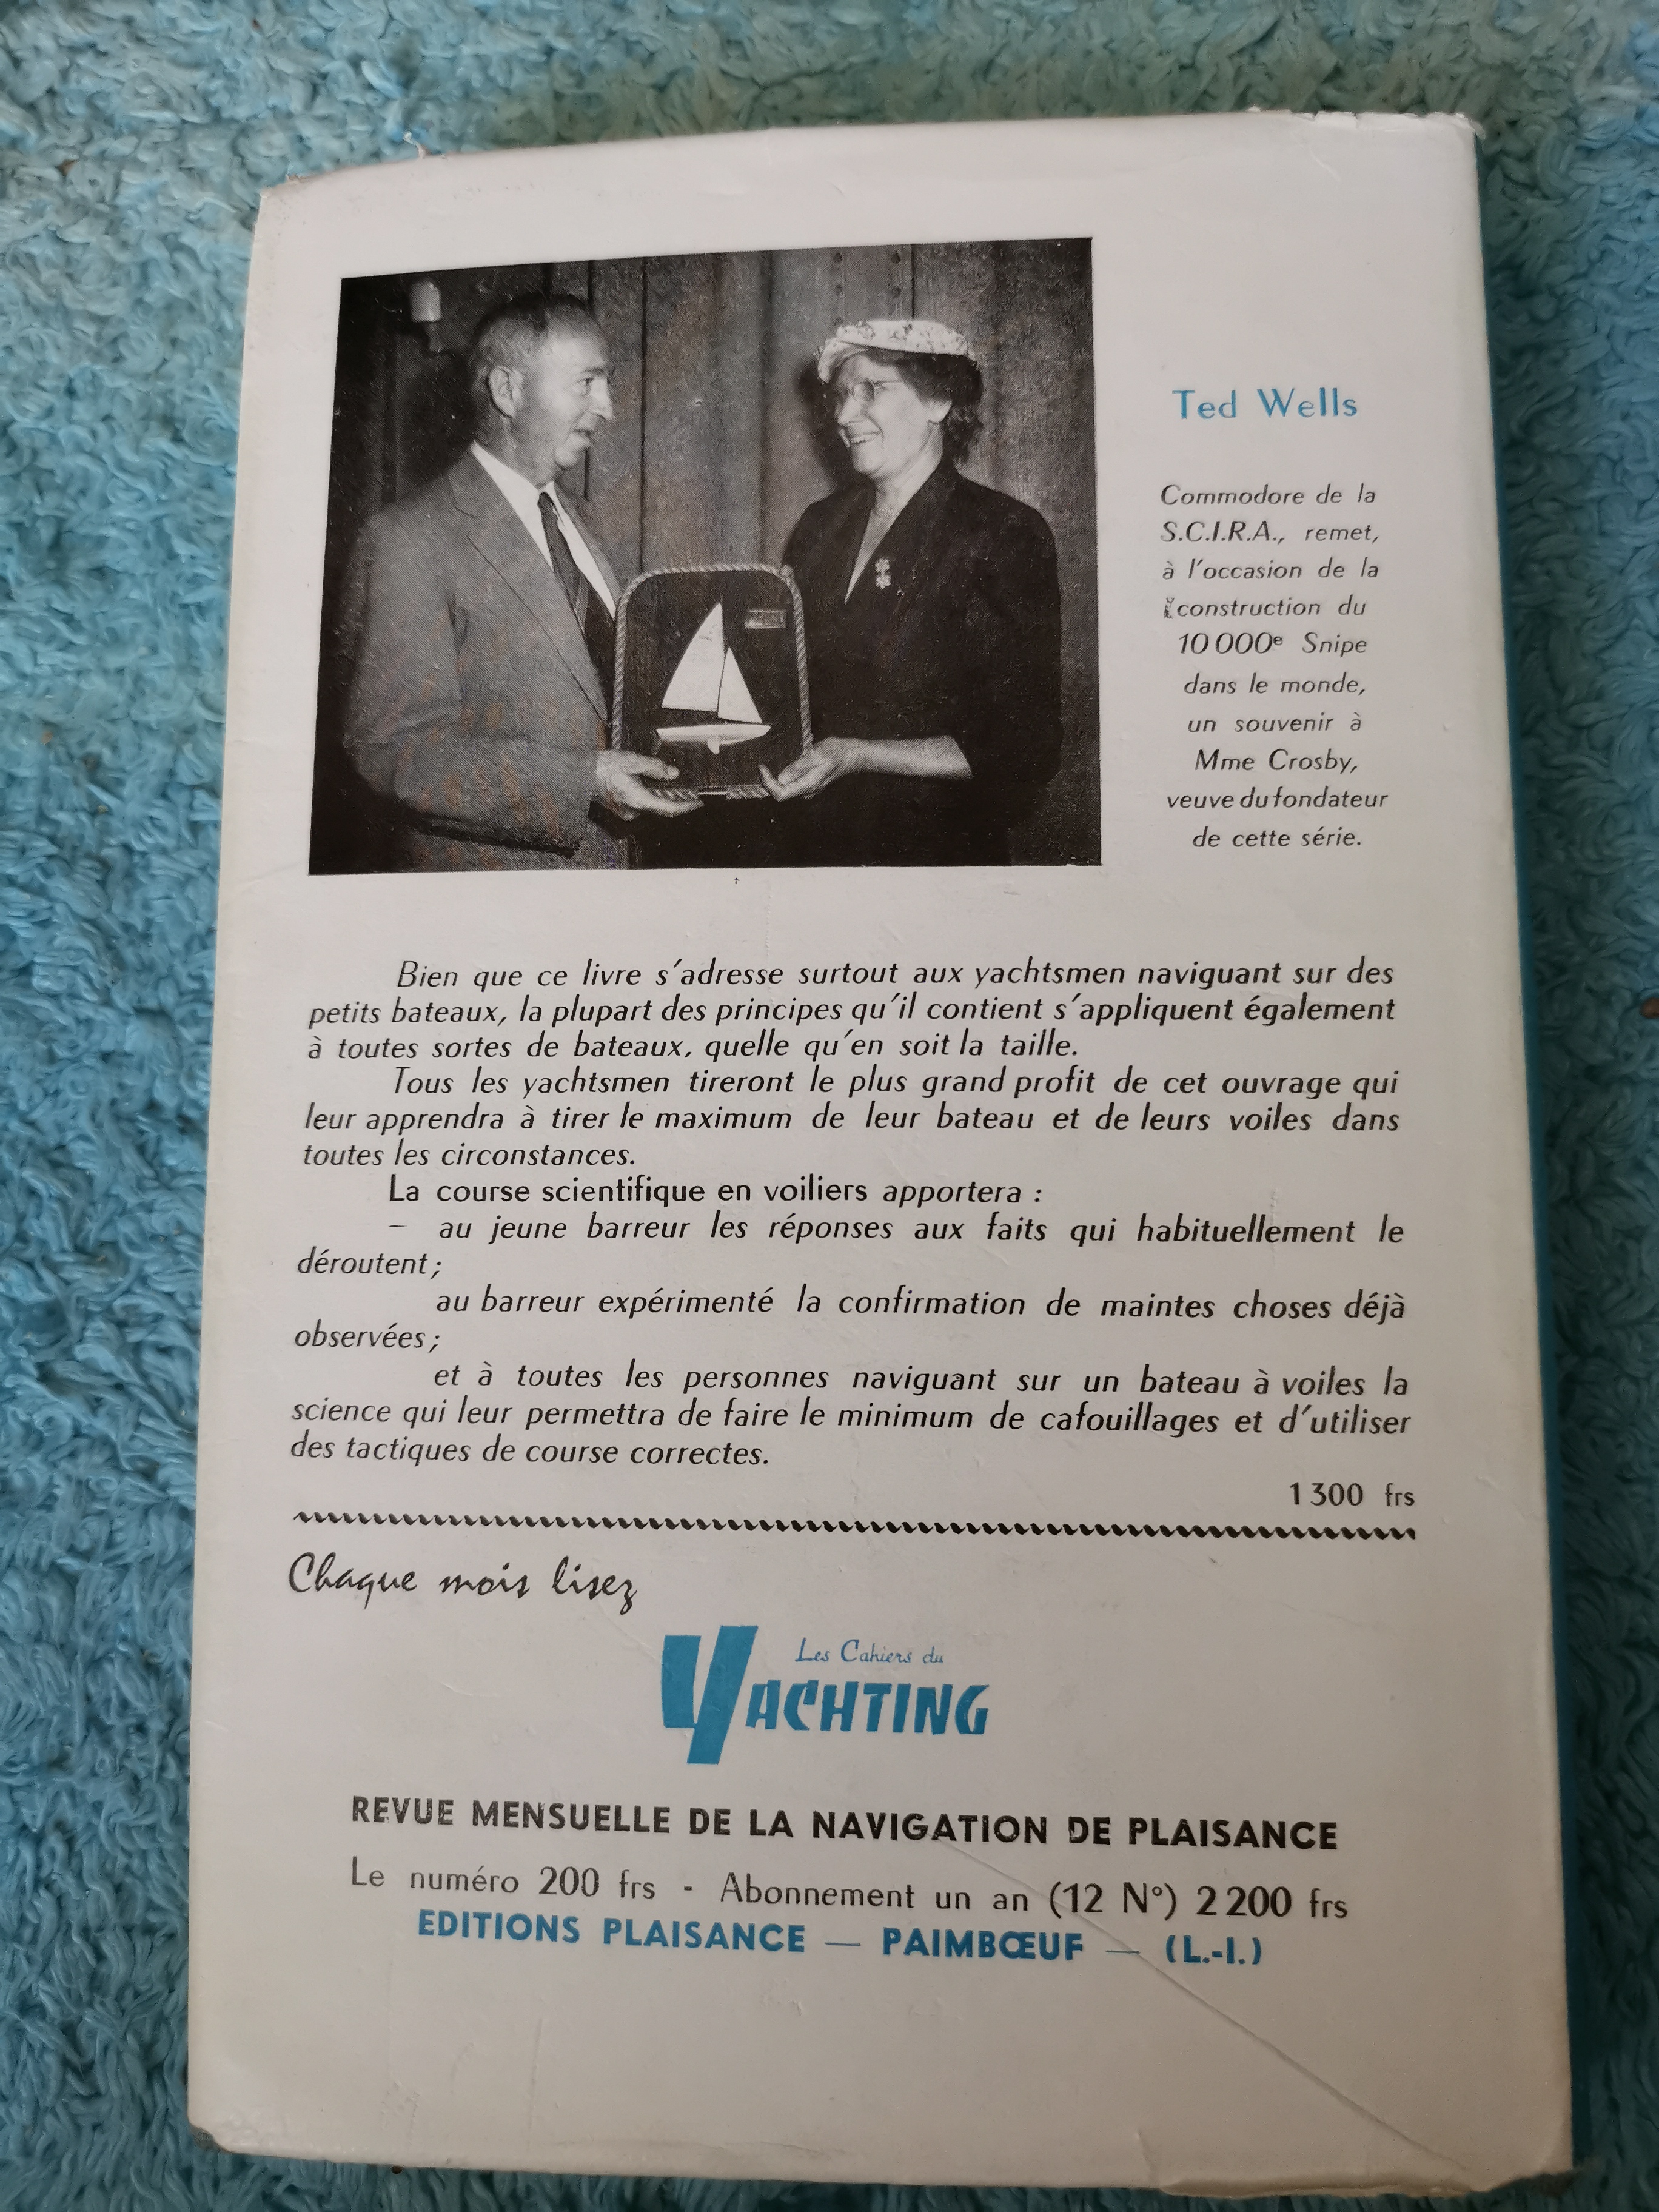 Ted Wells
Commodore de la
S.C.I.R.A., remet,
à l'occasion de la
construction du
10 000e Snipe
dans le monde,
un souvenir à
Mme Crosby,
veuve du fondateur
de cette série.
Bien que ce livre s'adresse surtout aux yachtsmen naviguant sur des
petits bateaux, la plupart des principes qu'il contient s'appliquent également
à toutes sortes de bateaux, quelle qu'en soit la taille.
Tous les yachtsmen tireront le plus grand profit de cet ouvrage qui
leur apprendra à tirer le maximum de leur bateau et de leurs voiles dans
toutes les circonstances.
La course scientifique en voiliers apportera :
– au jeune barreur les réponses aux faits qui habituellement le
déroutent ;
au barreur expérimenté la confirmation de maintes choses déjà
observées ;
et à toutes les personnes naviguant sur un bateau à voiles la
science qui leur permettra de faire le minimum de cafouillages et d'utiliser
des tactiques de course correctes.
1 300 frs
Chaque mois lisez
Les Cahiers du
YACHTING
REVUE MENSUELLE DE LA NAVIGATION DE PLAISANCE
Le numéro 200 frs - Abonnement un an (12 N°) 2 200 frs
EDITIONS PLAISANCE — PAIMBŒUF — (L.-I.)